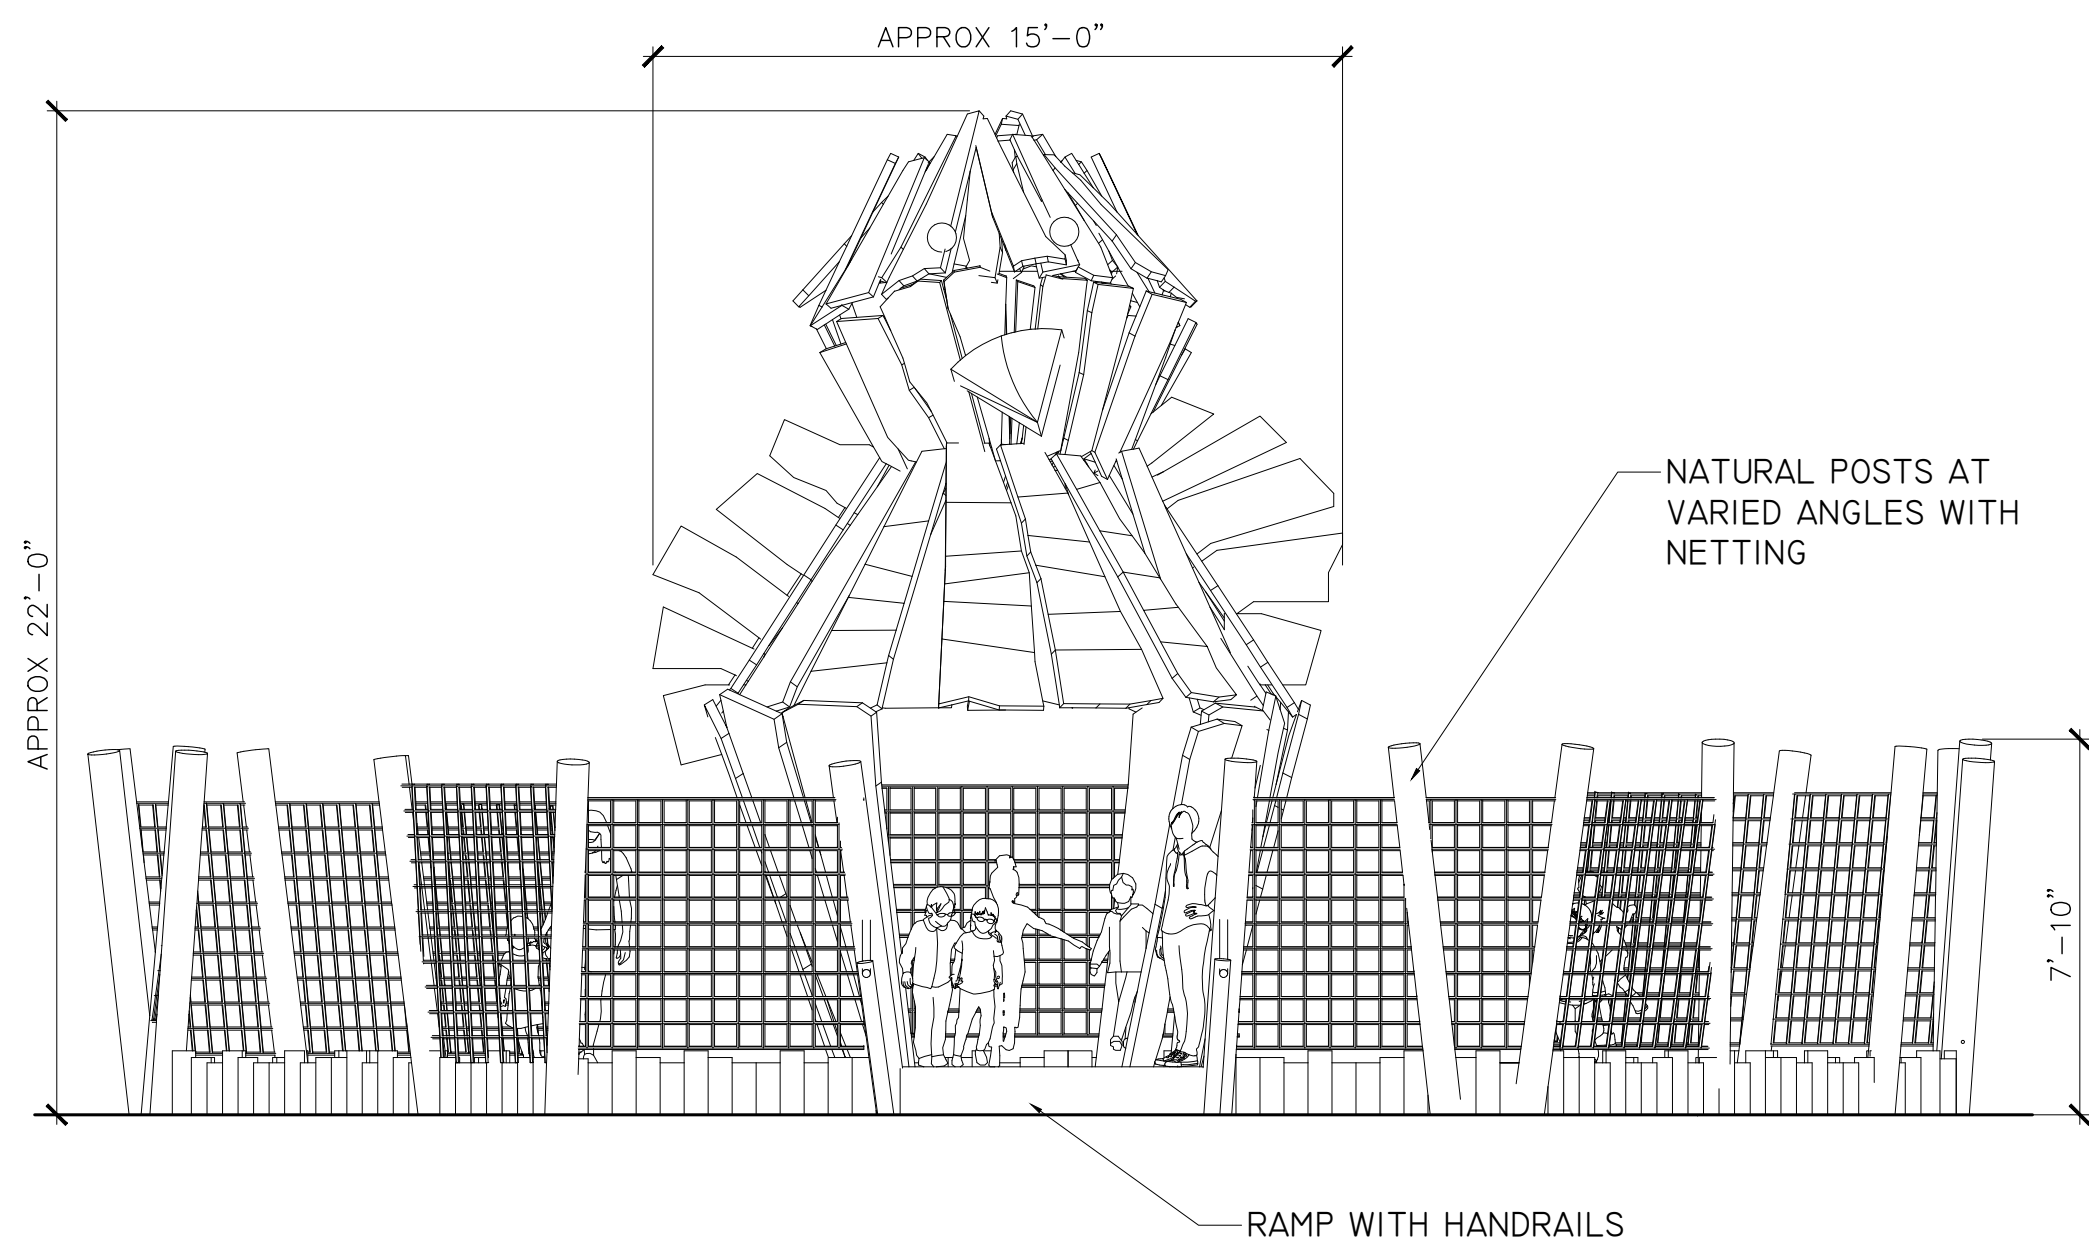 APPROX 15'-0"
APPROX 22'-0"
NATURAL POSTS AT
VARIED ANGLES WITH
NETTING
7'-10"
RAMP WITH HANDRAILS